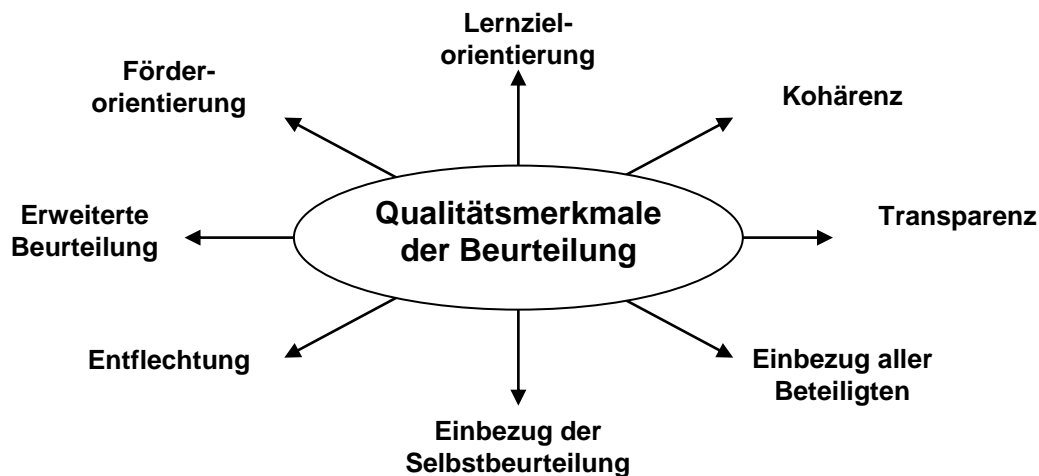 Lernziel-
orientierung
Förder-
orientierung
Kohärenz
Qualitätsmerkmale
der Beurteilung
Erweiterte
Beurteilung
Transparenz
Entflechtung
Einbezug aller
Beteiligten
Einbezug der
Selbstbeurteilung